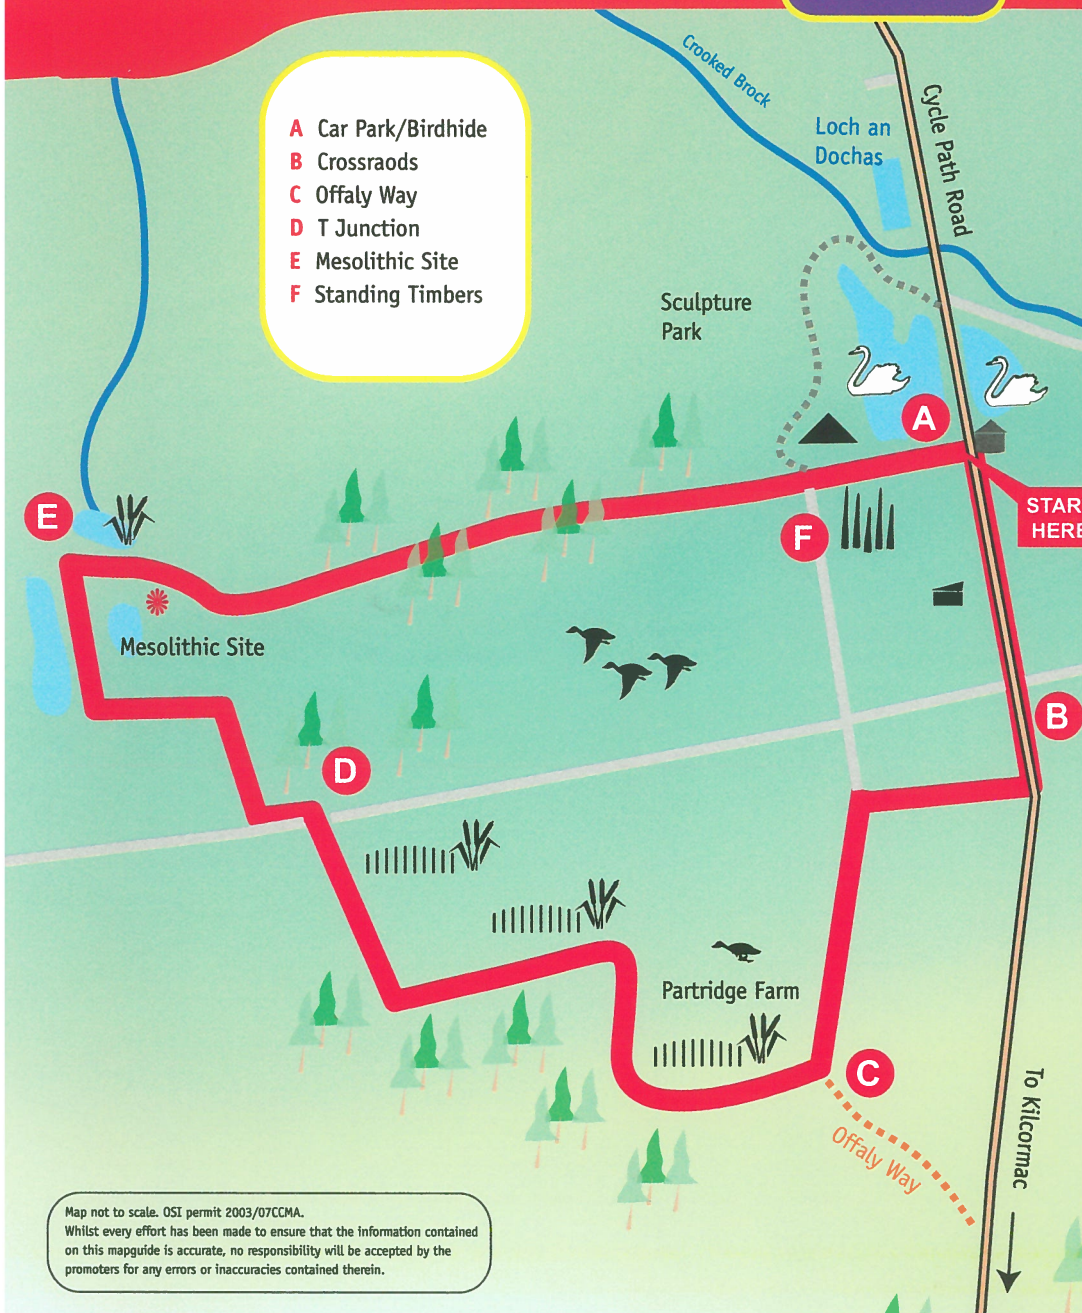 A Car Park/Birdhide
B Crossraods
C Offaly Way
D T Junction
E Mesolithic Site
F Standing Timbers
Crooked Brock
Loch an
Dochas
Cycle Path Road
Sculpture
Park
A
STAR
HERE
E
F
Mesolithic Site
B
D
Partridge Farm
C
Offaly Way
To Kilcormac
Map not to scale. OSI permit 2003/07CCMA.
Whilst every effort has been made to ensure that the information contained
on this mapguide is accurate, no responsibility will be accepted by the
promoters for any errors or inaccuracies contained therein.